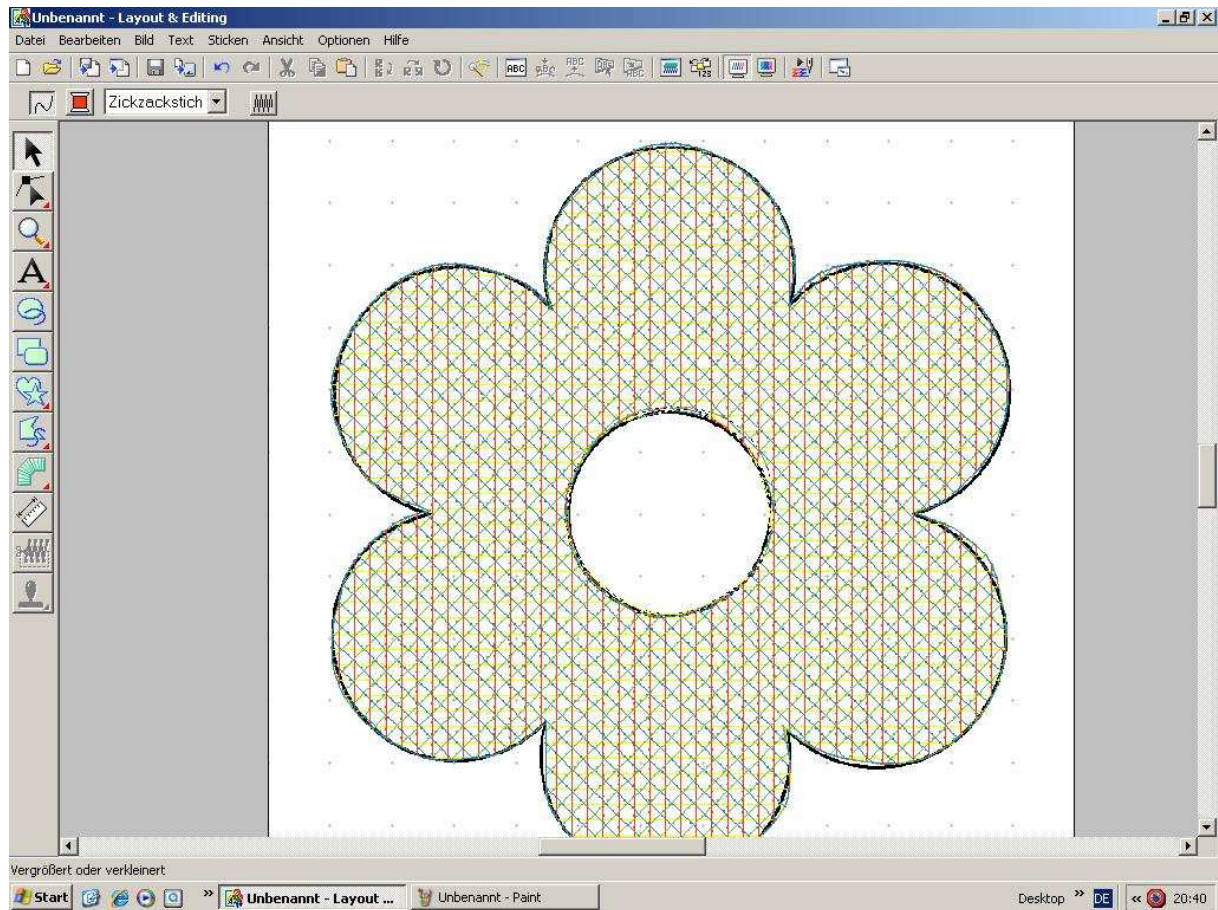 Unbenannt - Layout & Editing
Datei Bearbeiten Bild Text Sticken Ansicht Optionen Hilfe
ABC
Zickzackstich
A
Vergrößert oder verkleinert
Start » Unbenannt - Layout ... Unbenannt - Paint Desktop » DE « 20:40